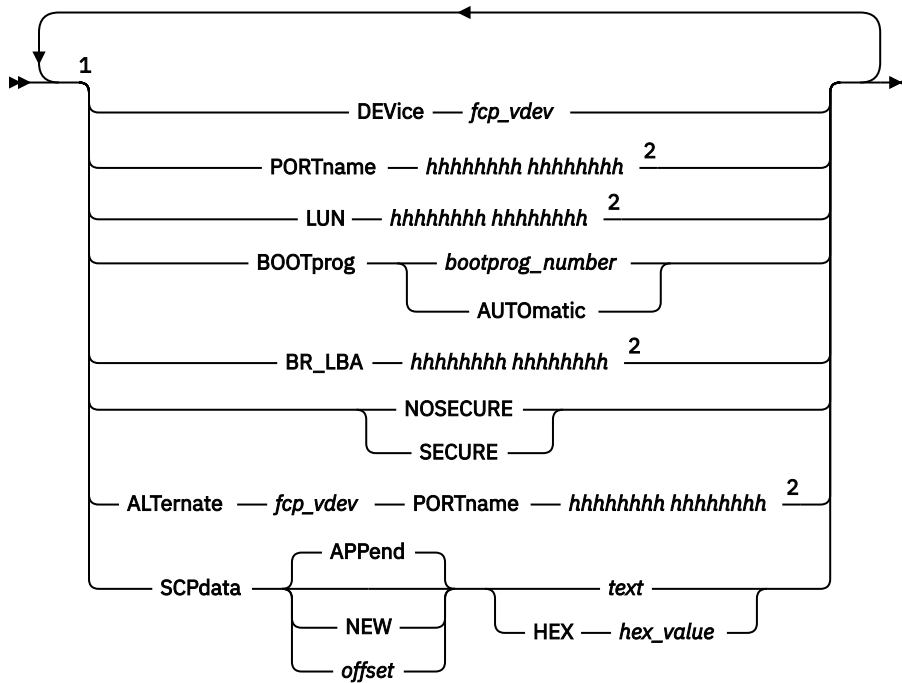 1
DEVice fcp_vdev
PORTname hhhhhhhh hhhhhhhh 2
LUN hhhhhhhh hhhhhhhh 2
BOOTprog bootprog_number
AUTOmatic
BR_LBA hhhhhhhh hhhhhhhh 2
NOSECURE
SECURE
ALTernate fcp_vdev PORTname hhhhhhhh hhhhhhhh 2
APPend
SCPdata text
NEW HEX hex_value
offset